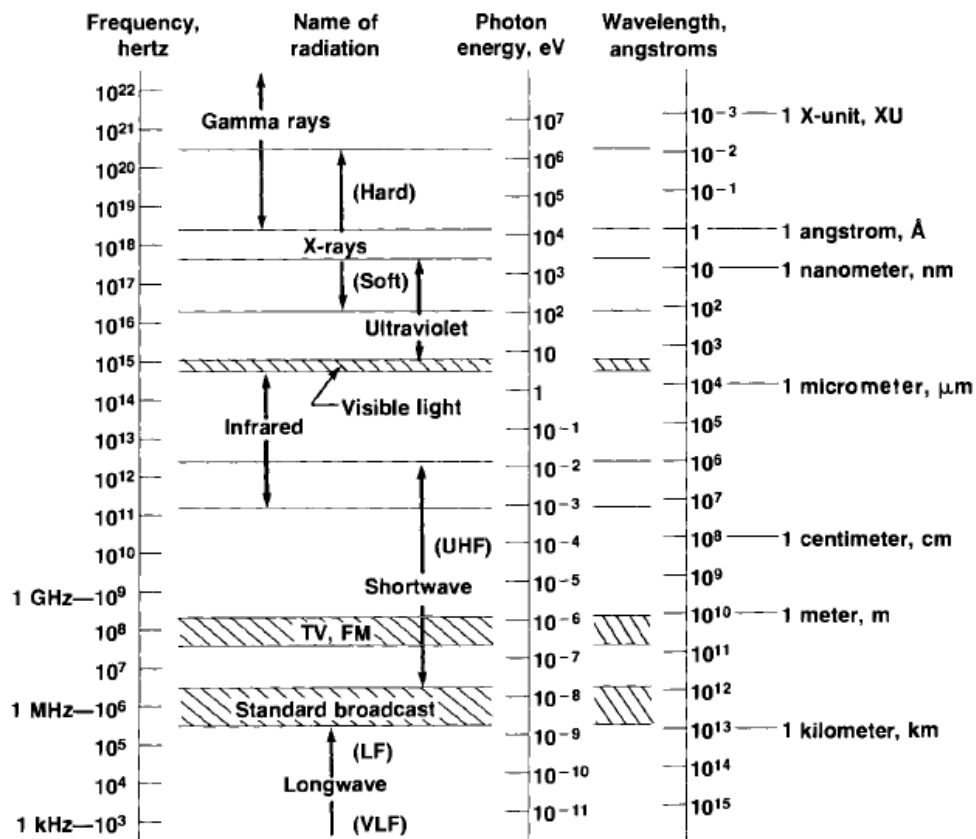 Frequency, hertz Name of radiation Photon energy, eV Wavelength, angstroms
10²²
Gamma rays 10⁷ 10⁻³ 1 X-unit, XU
10²¹
10⁶ 10⁻²
10²⁰
(Hard) 10⁵ 10⁻¹
10¹⁹
10⁴ 1 1 angstrom, Å
10¹⁸ X-rays
10³ 10 1 nanometer, nm
10¹⁷ (Soft)
10² 10²
10¹⁶ Ultraviolet
10 10³
10¹⁵
1 10⁴ 1 micrometer, μm
10¹⁴ Visible light
Infrared 10⁻¹ 10⁵
10¹³
10⁻² 10⁶
10¹²
10⁻³ 10⁷
10¹¹
(UHF) 10⁻⁴ 10⁸ 1 centimeter, cm
10¹⁰
Shortwave 10⁻⁵ 10⁹
1 GHz—10⁹
10⁻⁶ 10¹⁰ 1 meter, m
10⁸ TV, FM
10⁻⁷ 10¹¹
10⁷
10⁻⁸ 10¹²
1 MHz—10⁶ Standard broadcast
10⁻⁹ 10¹³ 1 kilometer, km
10⁵ (LF)
10⁻¹⁰ 10¹⁴
10⁴ Longwave
10⁻¹¹ 10¹⁵
1 kHz—10³ (VLF)